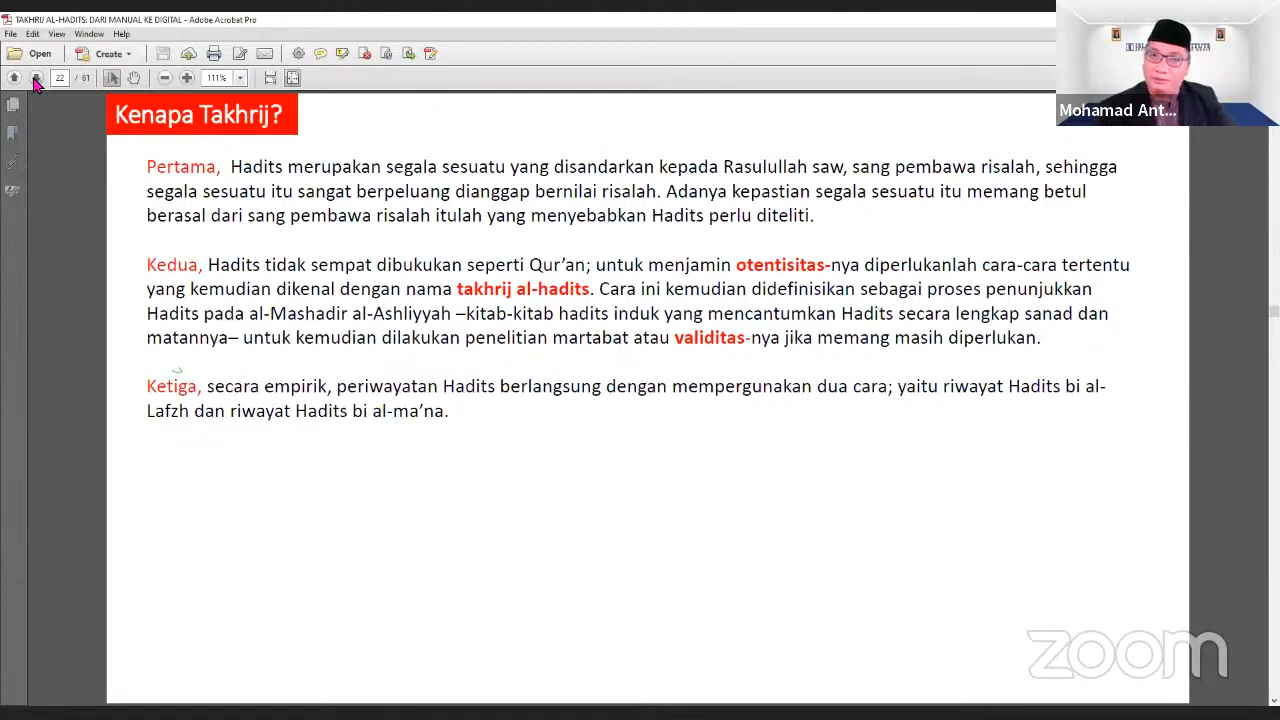 TAKHRIJ AL-HADITS: DARI MANUAL KE DIGITAL - Adobe Acrobat Pro
File Edit View Window Help
Open Create
22 / 61 111%
Mohamad Ant...
Kenapa Takhrij?
Pertama, Hadits merupakan segala sesuatu yang disandarkan kepada Rasulullah saw, sang pembawa risalah, sehingga
segala sesuatu itu sangat berpeluang dianggap bernilai risalah. Adanya kepastian segala sesuatu itu memang betul
berasal dari sang pembawa risalah itulah yang menyebabkan Hadits perlu diteliti.
Kedua, Hadits tidak sempat dibukukan seperti Qur’an; untuk menjamin otentisitas-nya diperlukanlah cara-cara tertentu
yang kemudian dikenal dengan nama takhrij al-hadits. Cara ini kemudian didefinisikan sebagai proses penunjukkan
Hadits pada al-Mashadir al-Ashliyyah –kitab-kitab hadits induk yang mencantumkan Hadits secara lengkap sanad dan
matannya– untuk kemudian dilakukan penelitian martabat atau validitas-nya jika memang masih diperlukan.
Ketiga, secara empirik, periwayatan Hadits berlangsung dengan mempergunakan dua cara; yaitu riwayat Hadits bi al-
Lafzh dan riwayat Hadits bi al-ma’na.
zoom